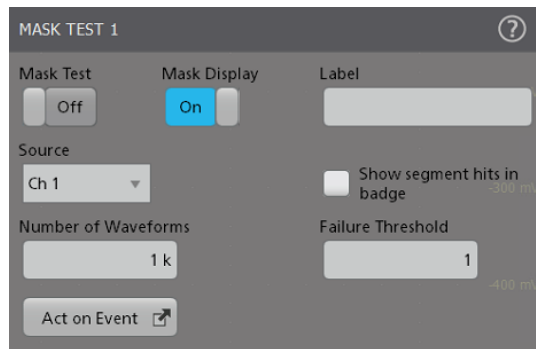 MASK TEST 1
?
Mask Test
Mask Display
Label
Off
On
Source
Ch 1
Show segment hits in
badge
-300 mV
Number of Waveforms
Failure Threshold
1 k
1
-400 mV
Act on Event